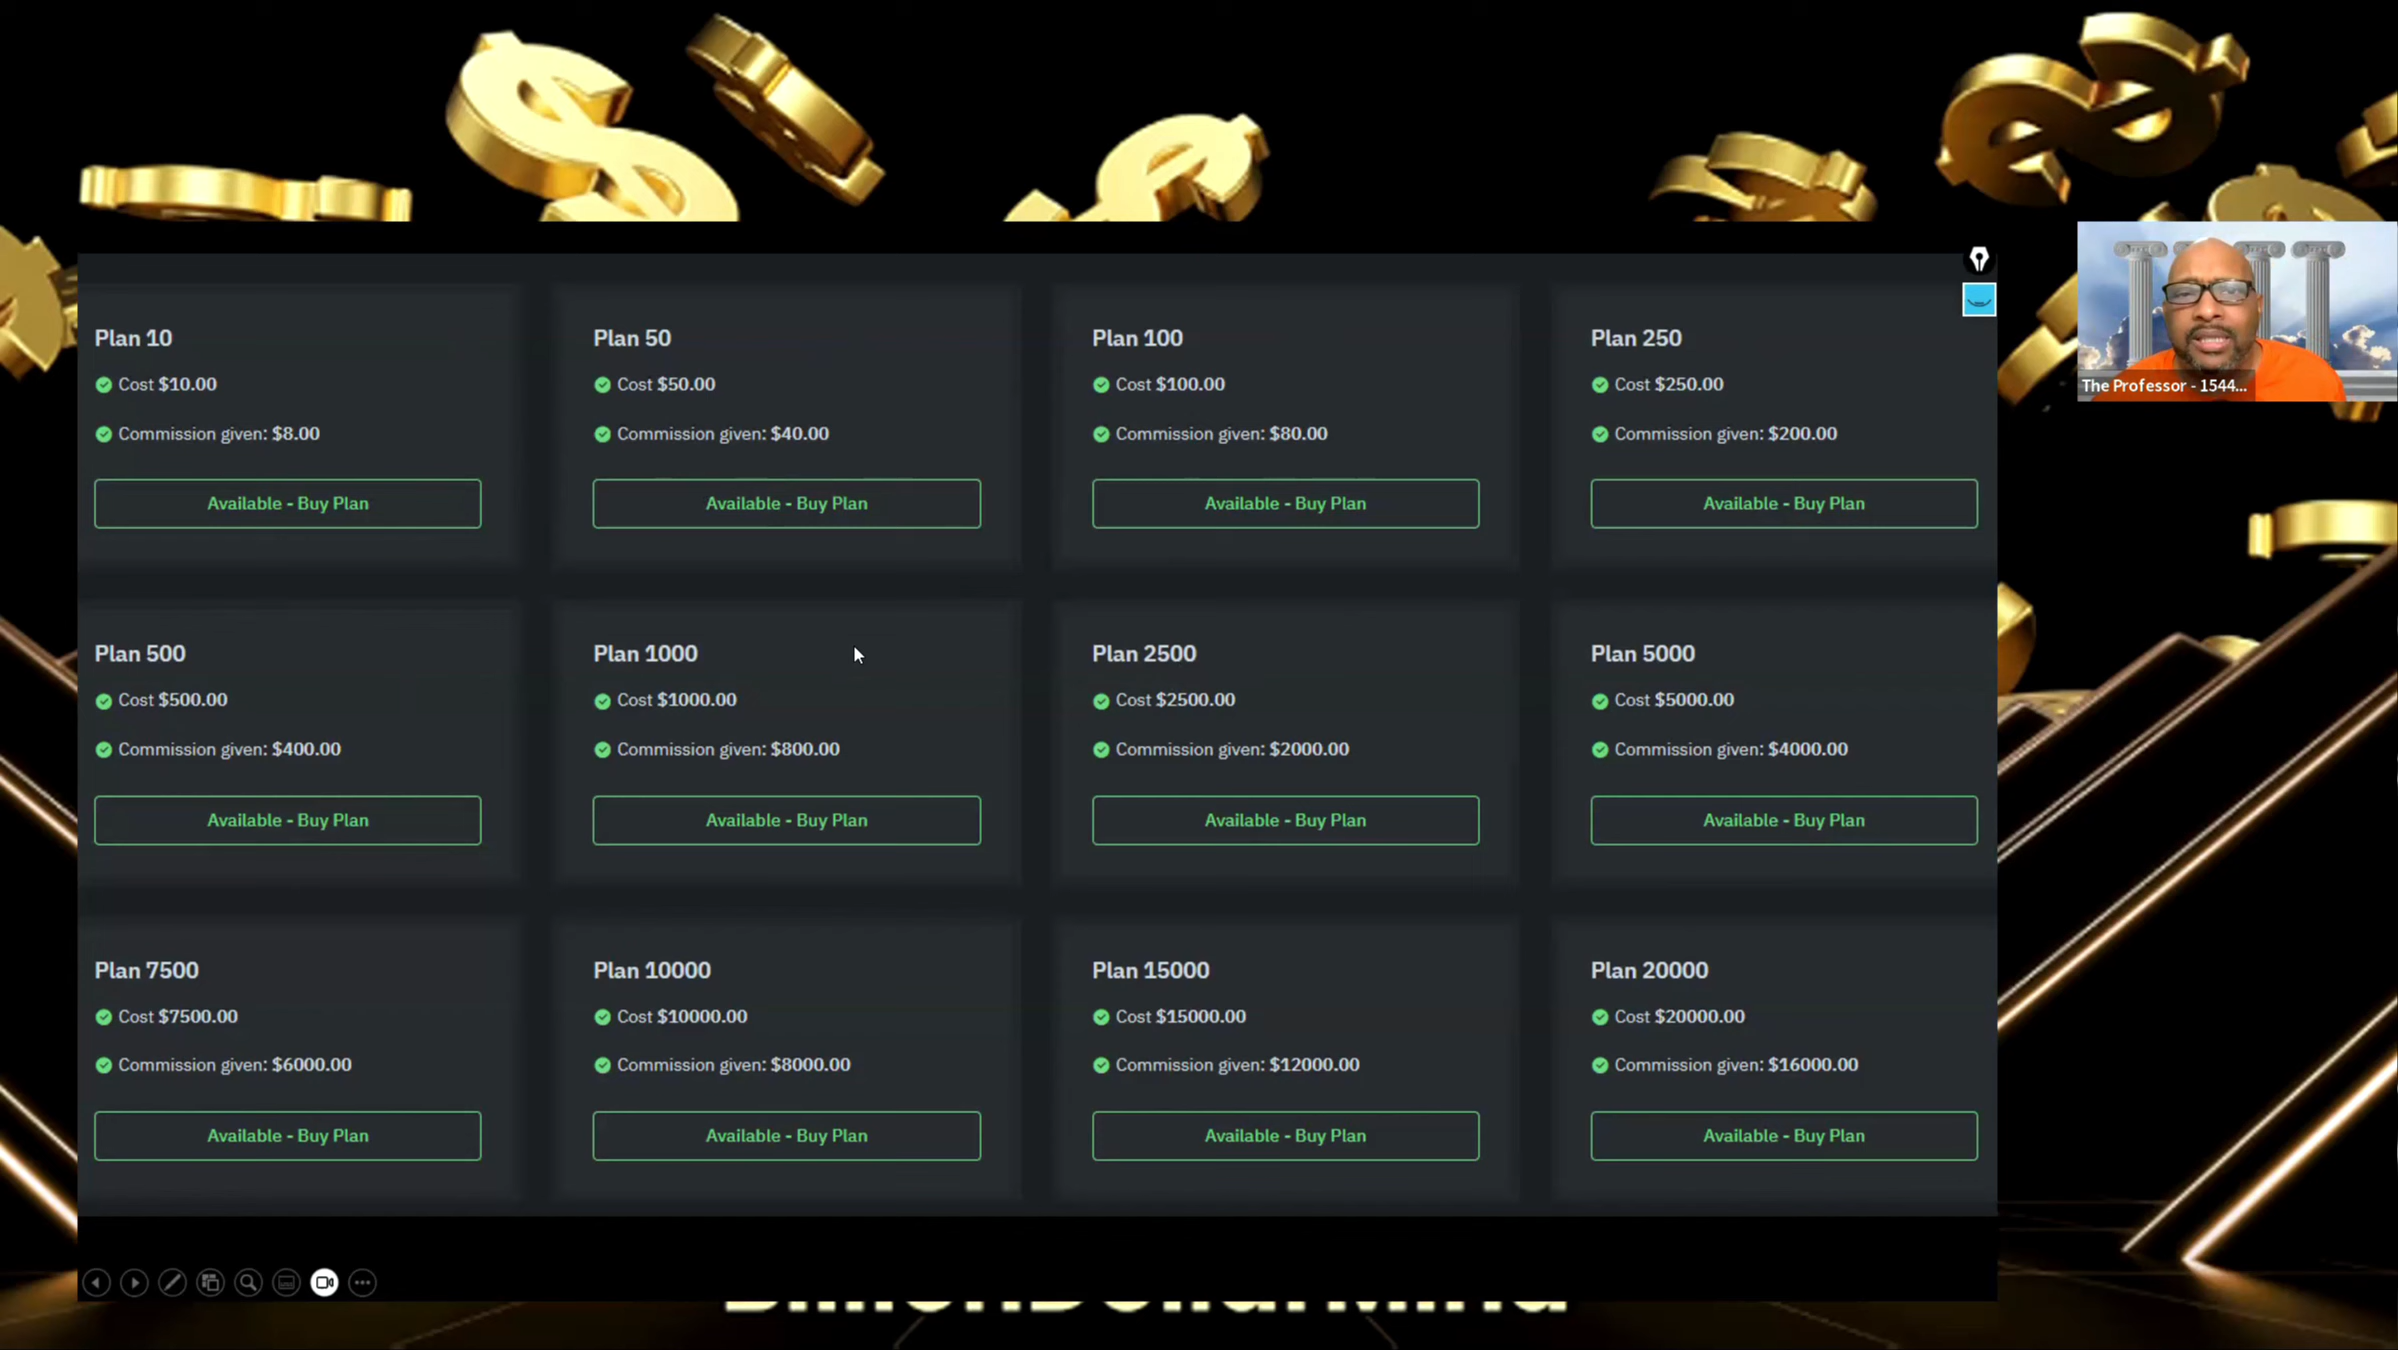 Plan 10
Cost $10.00
Commission given: $8.00
Available - Buy Plan
Plan 50
Cost $50.00
Commission given: $40.00
Available - Buy Plan
Plan 100
Cost $100.00
Commission given: $80.00
Available - Buy Plan
Plan 250
Cost $250.00
Commission given: $200.00
Available - Buy Plan
The Professor - 1544...
Plan 500
Cost $500.00
Commission given: $400.00
Available - Buy Plan
Plan 1000
Cost $1000.00
Commission given: $800.00
Available - Buy Plan
Plan 2500
Cost $2500.00
Commission given: $2000.00
Available - Buy Plan
Plan 5000
Cost $5000.00
Commission given: $4000.00
Available - Buy Plan
Plan 7500
Cost $7500.00
Commission given: $6000.00
Available - Buy Plan
Plan 10000
Cost $10000.00
Commission given: $8000.00
Available - Buy Plan
Plan 15000
Cost $15000.00
Commission given: $12000.00
Available - Buy Plan
Plan 20000
Cost $20000.00
Commission given: $16000.00
Available - Buy Plan